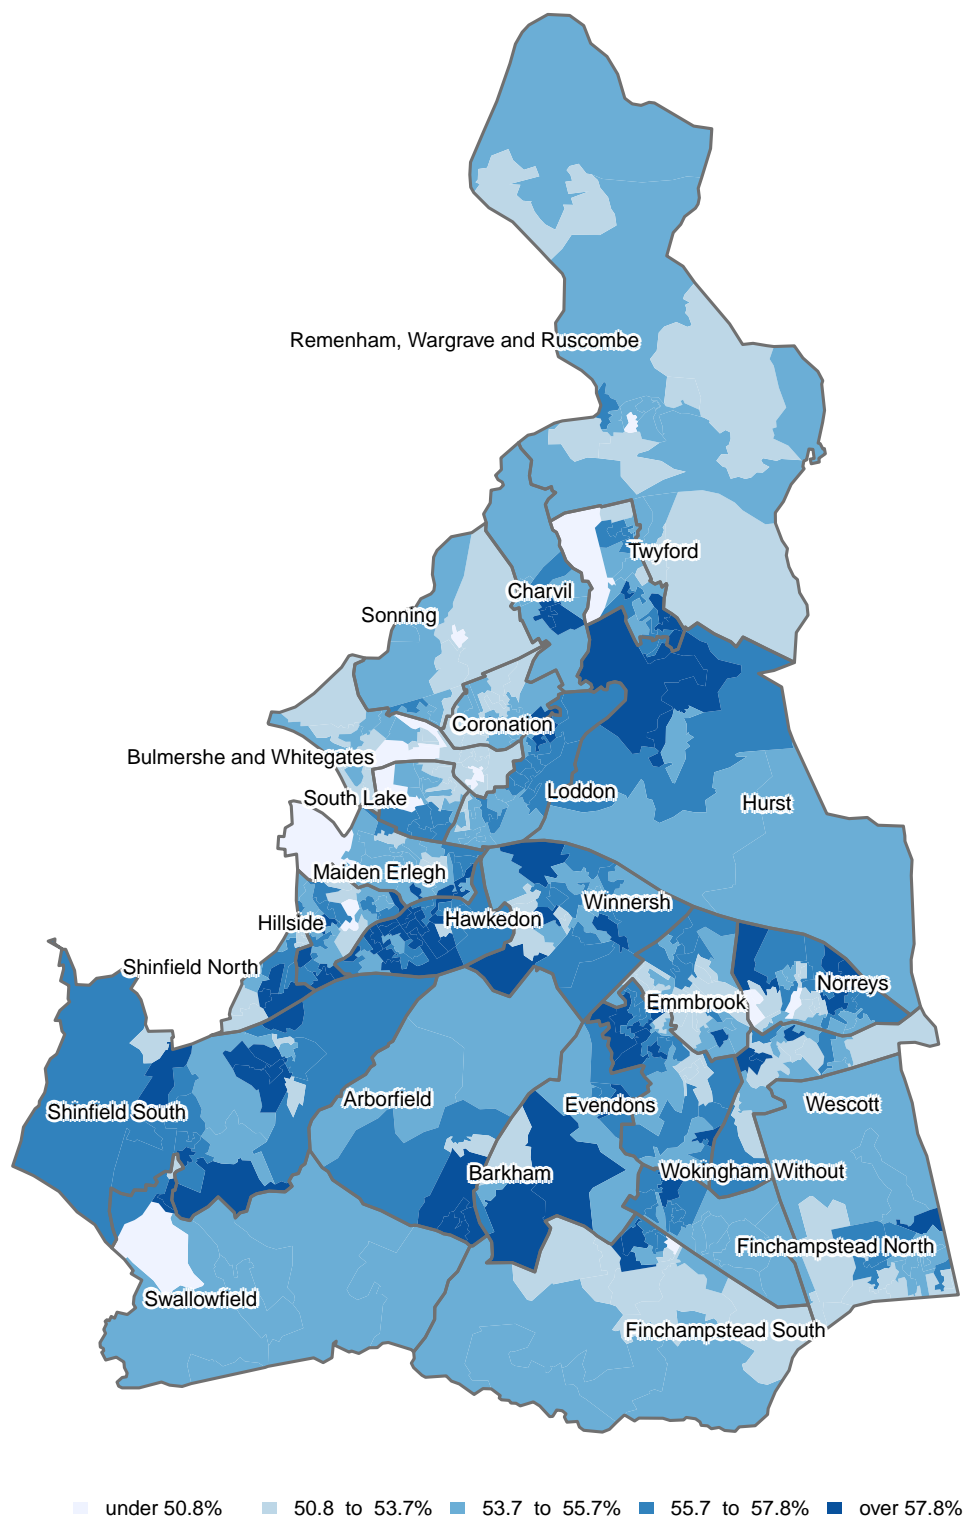 Remenham, Wargrave and Ruscombe
Twyford
Charvil
Sonning
Coronation
Bulmershe and Whitegates
Loddon
South Lake
Hurst
Maiden Erlegh
Winnersh
Hawkedon
Hillside
Shinfield North
Norreys
Emmbrook
Arborfield
Evendons
Wescott
Shinfield South
Barkham
Wokingham Without
Finchampstead North
Swallowfield
Finchampstead South
under 50.8% 50.8 to 53.7% 53.7 to 55.7% 55.7 to 57.8% over 57.8%